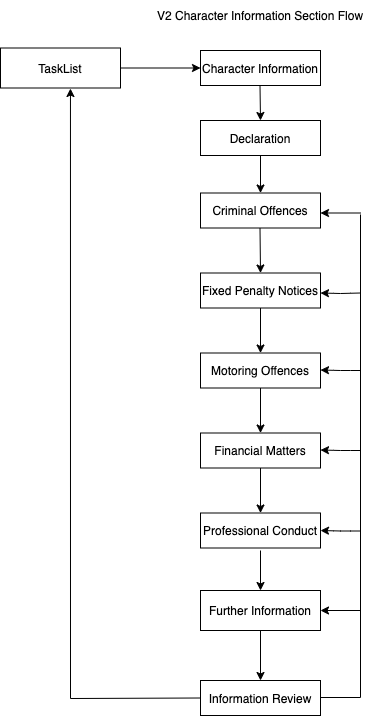 V2 Character Information Section Flow
TaskList
Character Information
Declaration
Criminal Offences
Fixed Penalty Notices
Motoring Offences
Financial Matters
Professional Conduct
Further Information
Information Review